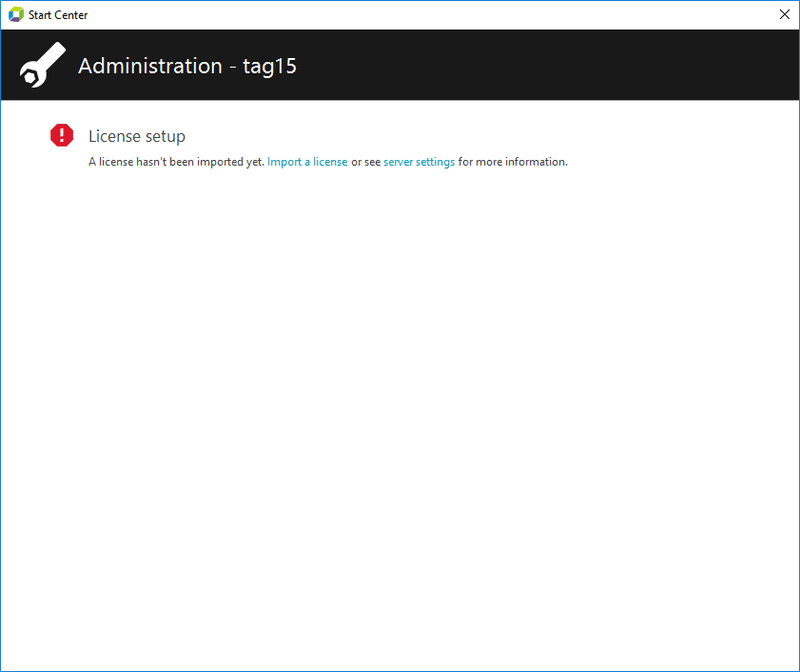 Start Center
Administration - tag15
License setup
A license hasn't been imported yet. Import a license or see server settings for more information.